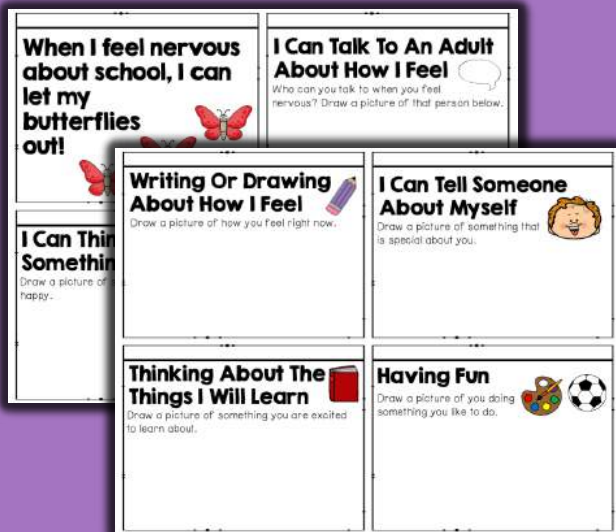 When I feel nervous
about school, I can
let my
butterflies
out!
I Can Talk To An Adult
About How I Feel
Who can you talk to when you feel
nervous? Draw a picture of that person below.
I Can Thin
Somethin
Draw a picture of
happy.
Writing Or Drawing
About How I Feel
Draw a picture of how you feel right now.
I Can Tell Someone
About Myself
Draw a picture of something that
is special about you.
Thinking About The
Things I Will Learn
Draw a picture of something you are excited
to learn about.
Having Fun
Draw a picture of you doing
something you like to do.